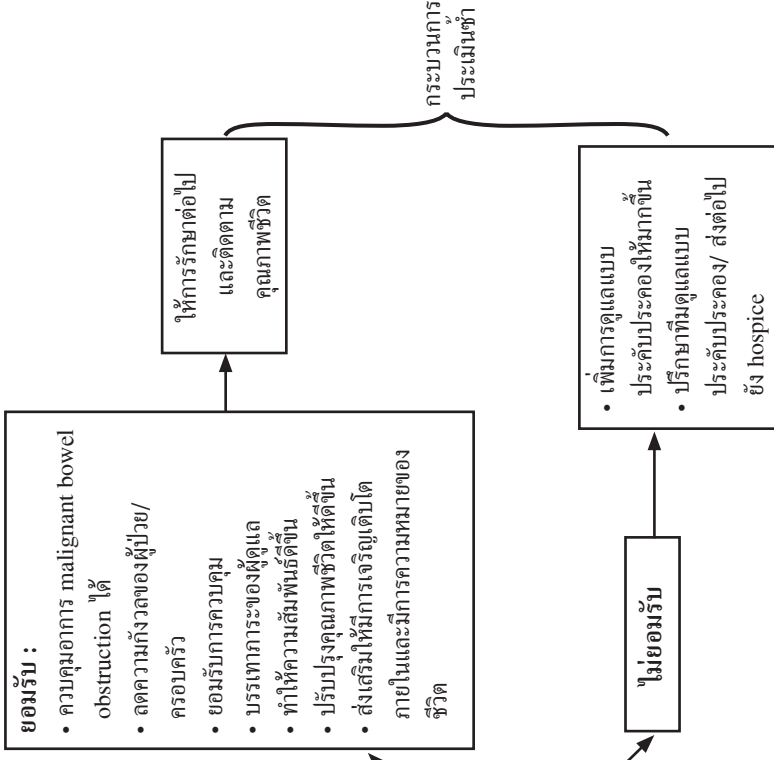 ยอมรับ :
• ควบคุมอาการ malignant bowel
obstruction ได้
• ลดความกังวลของผู้ป่วย/
ครอบครัว
• ยอมรับการควบคุม
• บรรเทาภาระของผู้ดูแล
• ทำให้ความสัมพันธ์ดีขึ้น
• ปรับปรุงคุณภาพชีวิตให้ดีขึ้น
• ส่งเสริมให้มีการเจริญเติบโต
ภายในและมีการความหมายของ
ชีวิต
ให้การรักษาต่อไป
และติดตาม
คุณภาพชีวิต
ไม่ยอมรับ
• เพิ่มการดูแลแบบ
ประคับประคองให้มากขึ้น
• ปรึกษาทีมดูแลแบบ
ประคับประคอง/ ส่งต่อไป
ยัง hospice
กระบวนการ
ประเมินซ้ำ